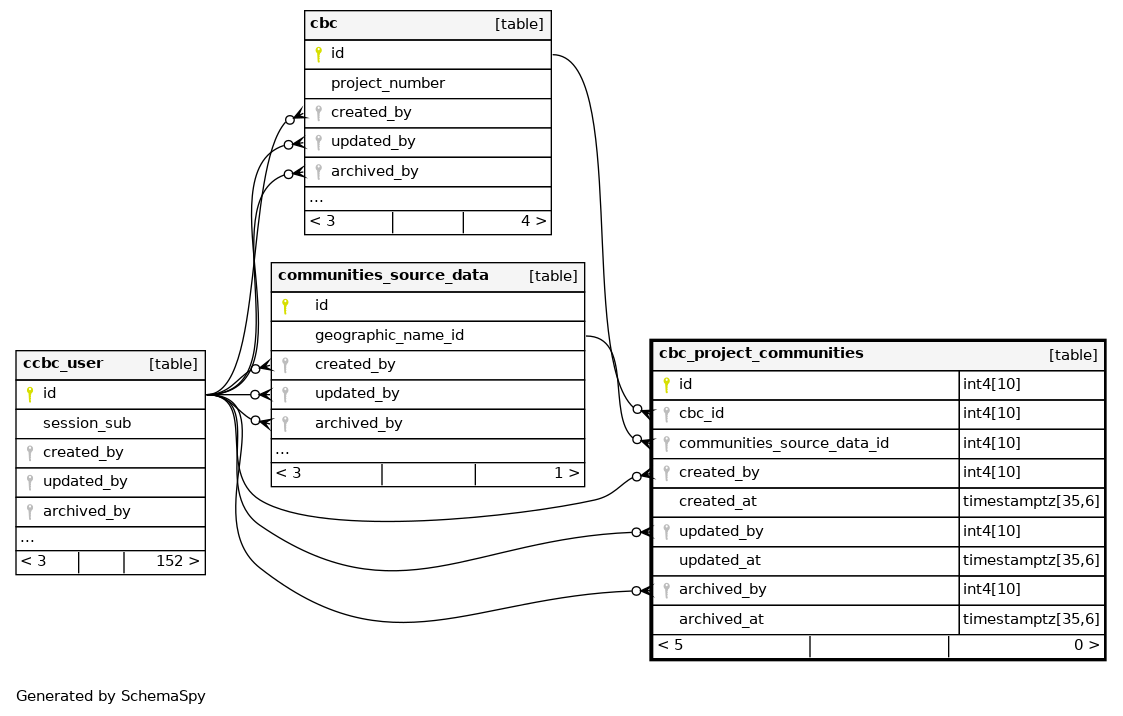 cbc [table]
id
project_number
created_by
updated_by
archived_by
...
< 3 4 >
communities_source_data [table]
id
geographic_name_id
created_by
updated_by
archived_by
...
< 3 1 >
ccbc_user [table]
id
session_sub
created_by
updated_by
archived_by
...
< 3 152 >
cbc_project_communities [table]
id int4[10]
cbc_id int4[10]
communities_source_data_id int4[10]
created_by int4[10]
created_at timestamptz[35,6]
updated_by int4[10]
updated_at timestamptz[35,6]
archived_by int4[10]
archived_at timestamptz[35,6]
< 5 0 >
Generated by SchemaSpy